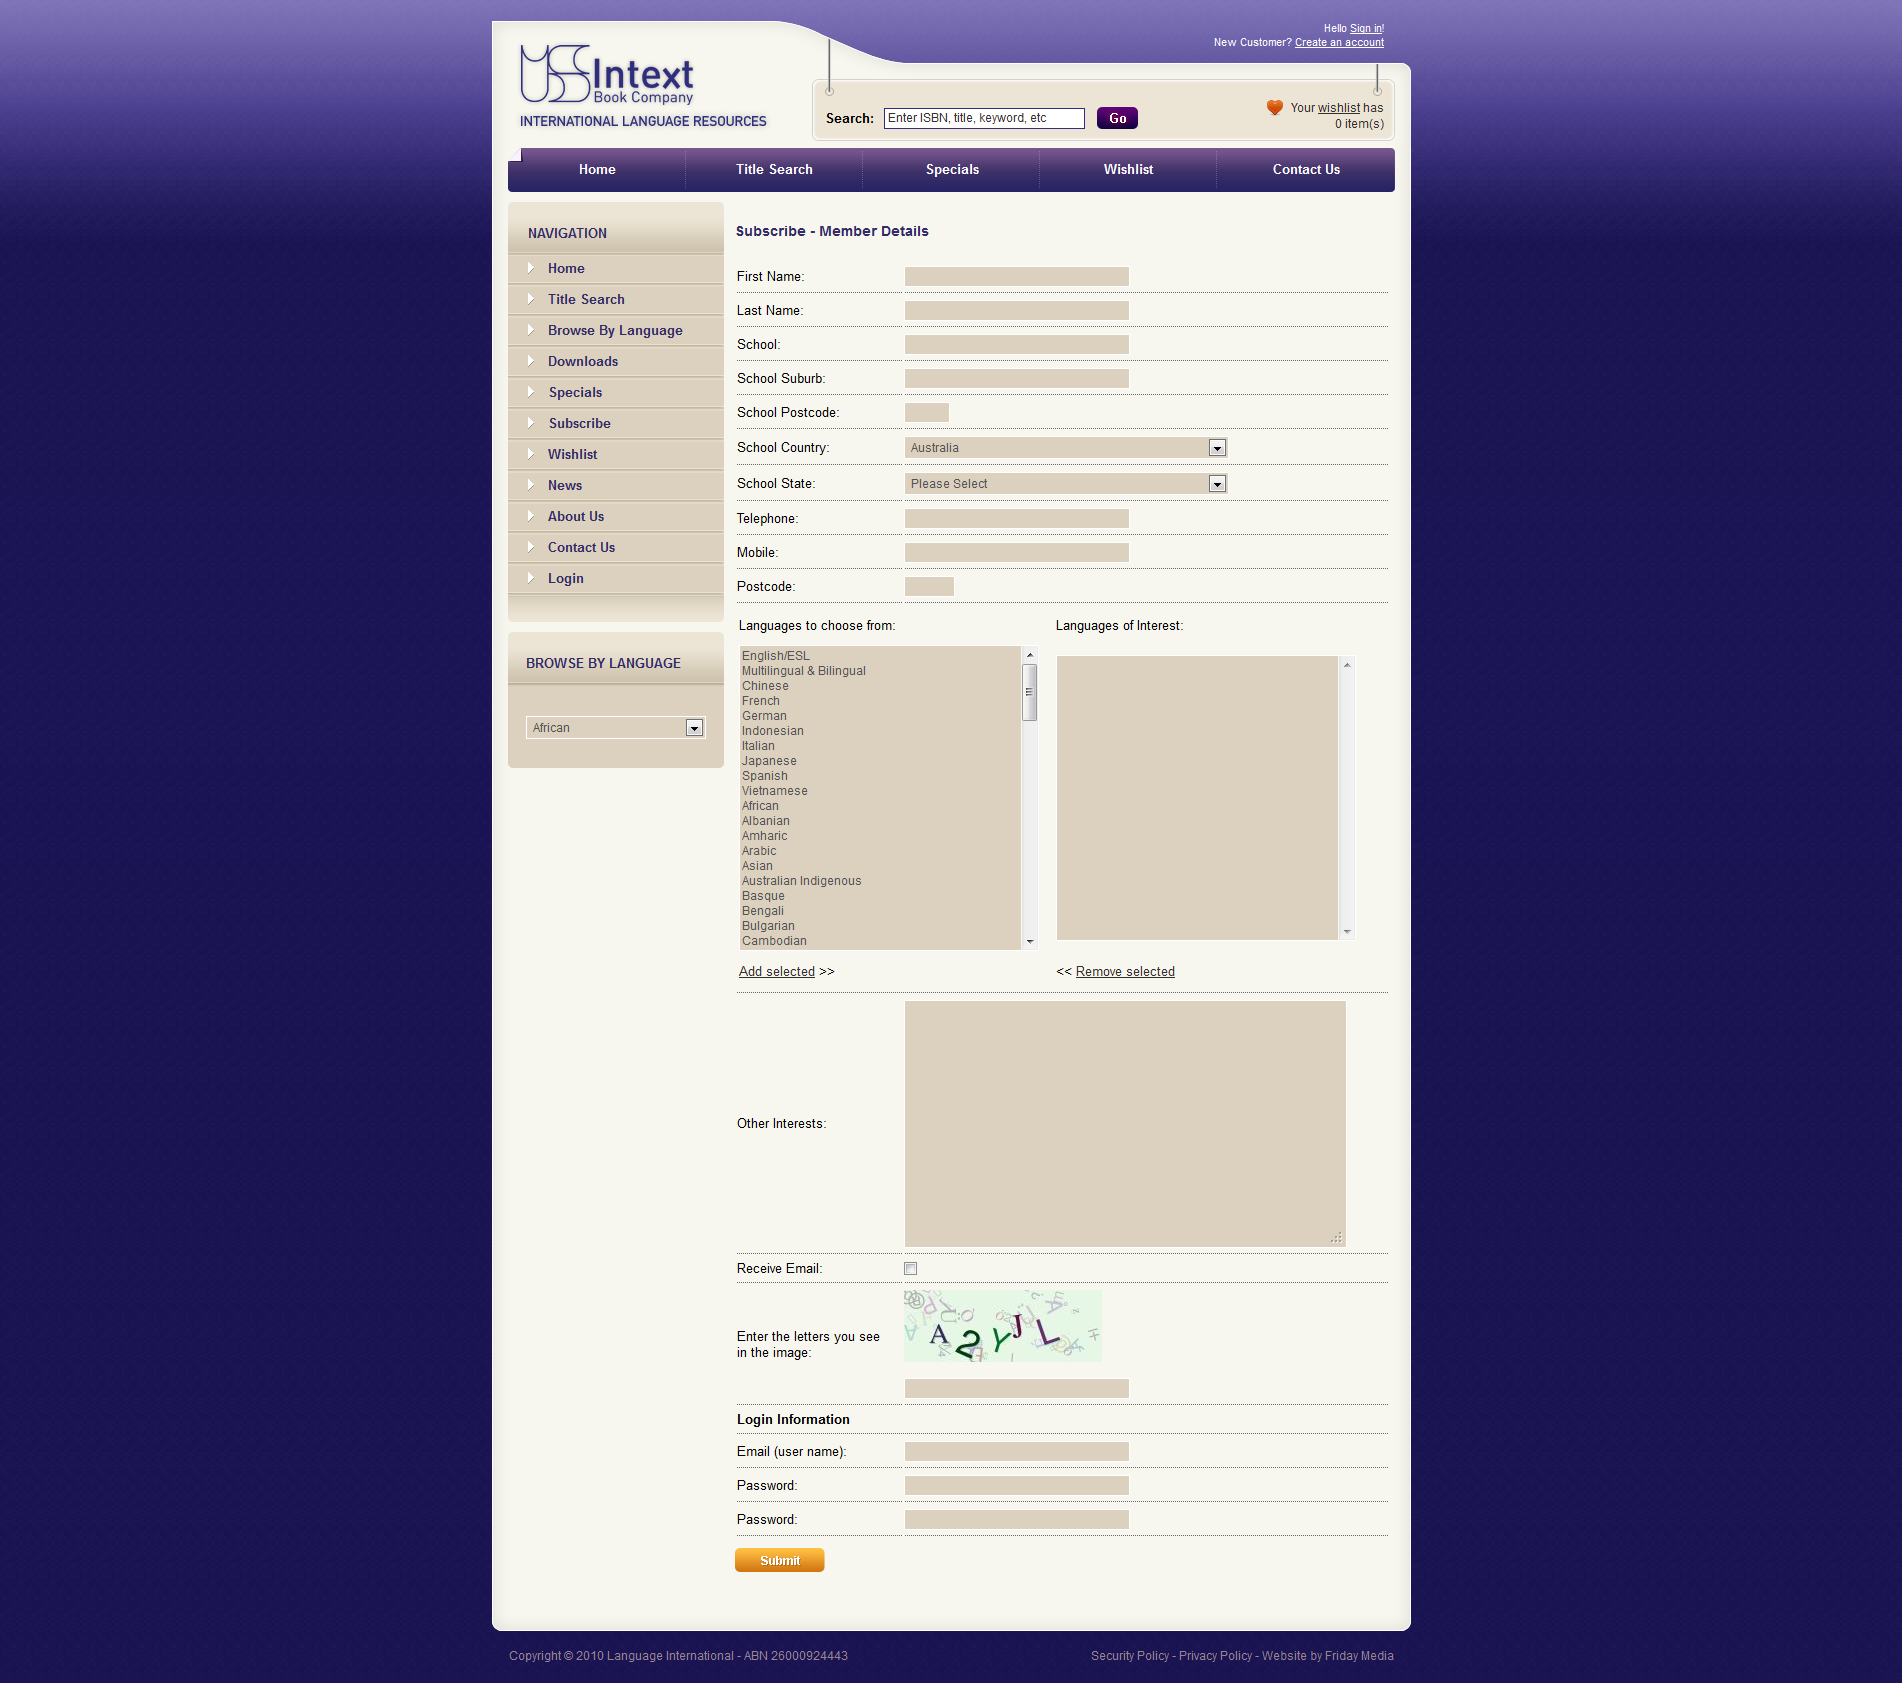 Hello Sign in!
New Customer? Create an account
Intext
Book Company
INTERNATIONAL LANGUAGE RESOURCES
Search:
Enter ISBN, title, keyword, etc
Go
Your wishlist has
0 item(s)
Home
Title Search
Specials
Wishlist
Contact Us
NAVIGATION
Home
Title Search
Browse By Language
Downloads
Specials
Subscribe
Wishlist
News
About Us
Contact Us
Login
BROWSE BY LANGUAGE
African
Subscribe - Member Details
First Name:
Last Name:
School:
School Suburb:
School Postcode:
School Country:
Australia
School State:
Please Select
Telephone:
Mobile:
Postcode:
Languages to choose from:
English/ESL
Multilingual & Bilingual
Chinese
French
German
Indonesian
Italian
Japanese
Spanish
Vietnamese
African
Albanian
Amharic
Arabic
Asian
Australian Indigenous
Basque
Bengali
Bulgarian
Cambodian
Add selected >>
Languages of Interest:
<< Remove selected
Other Interests:
Receive Email:
Enter the letters you see
in the image:
A2YJL
Login Information
Email (user name):
Password:
Password:
Submit
Copyright © 2010 Language International - ABN 26000924443
Security Policy - Privacy Policy - Website by Friday Media